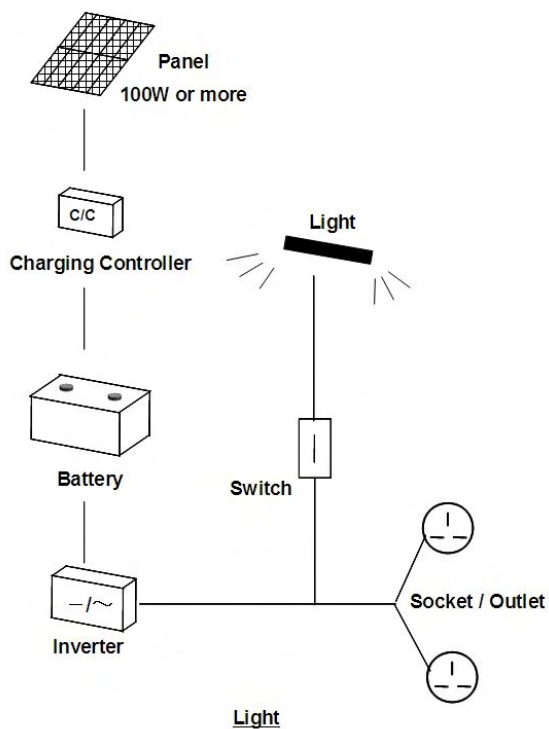 Panel
100W or more
C/C
Charging Controller
Light
Battery
Switch
–/~
Inverter
Socket / Outlet
Light